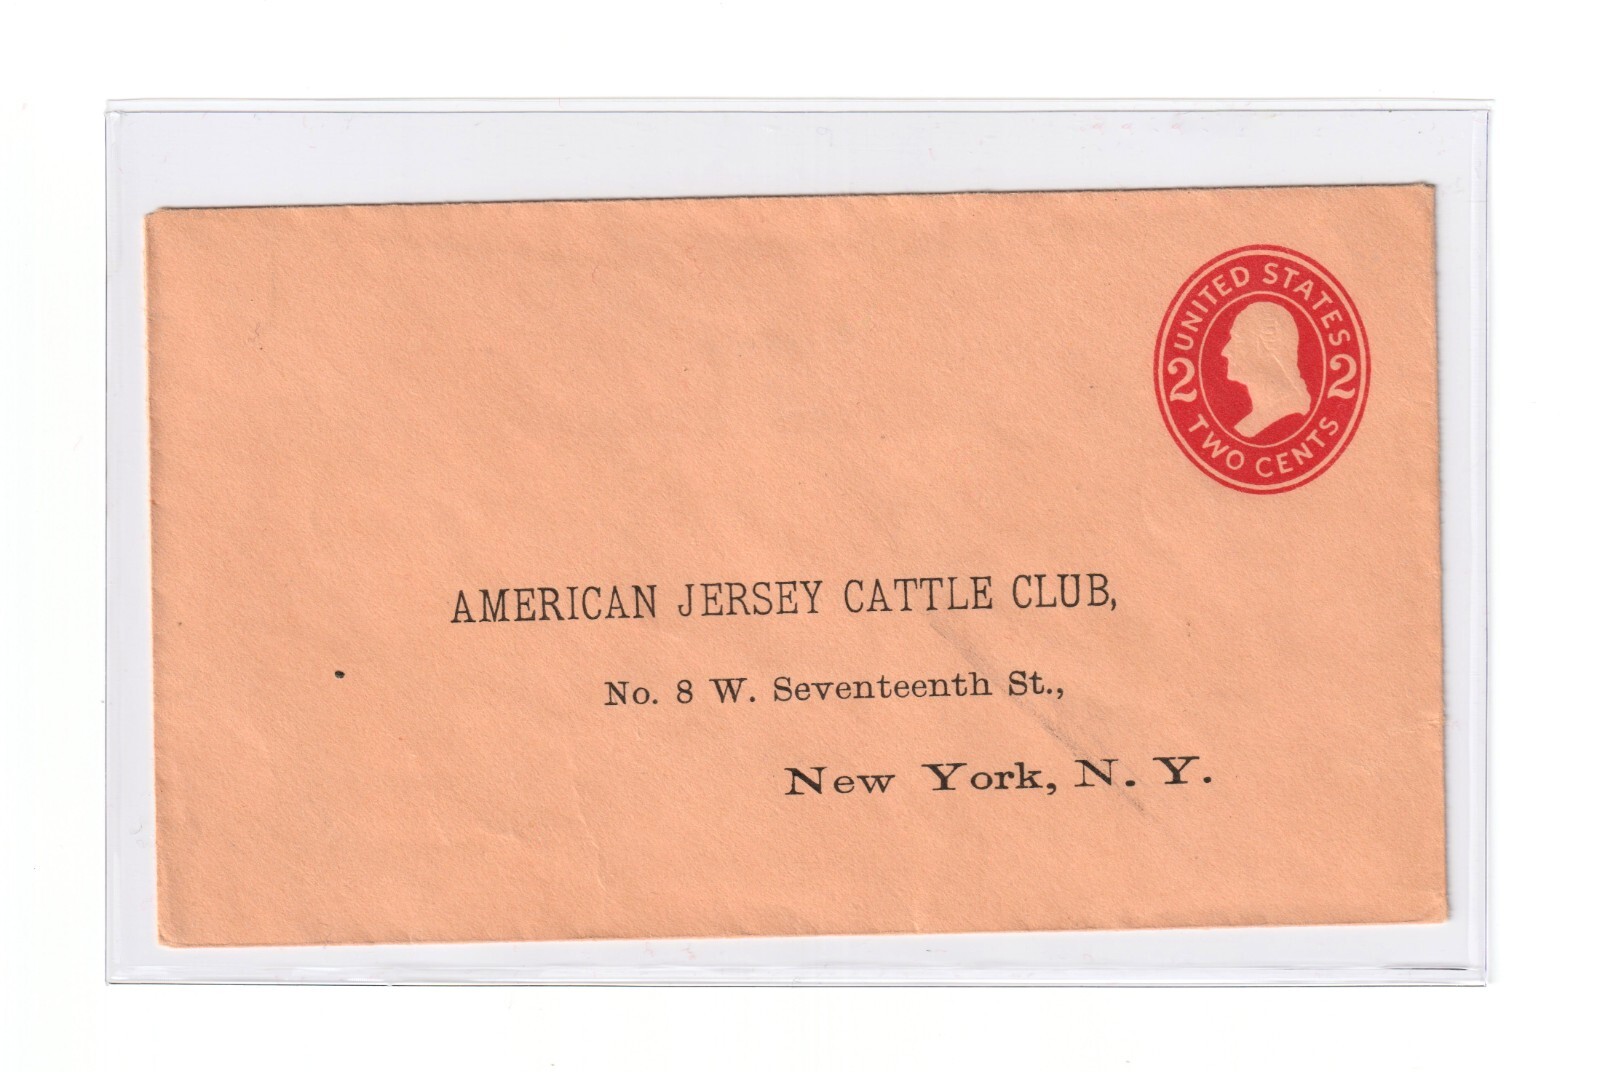 UNITED STATES
2 2
TWO CENTS
AMERICAN JERSEY CATTLE CLUB,
No. 8 W. Seventeenth St.,
New York, N. Y.